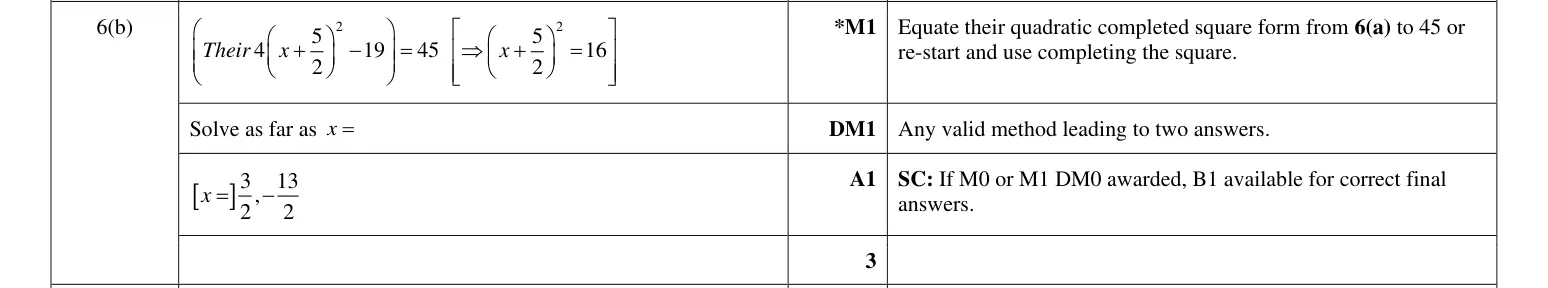 6(b)
(Their 4(x + 5/2)² − 19) = 45 [⇒ (x + 5/2)² = 16]
*M1
Equate their quadratic completed square form from 6(a) to 45 or
re-start and use completing the square.
Solve as far as x =
DM1
Any valid method leading to two answers.
[x =] 3/2, − 13/2
A1
SC: If M0 or M1 DM0 awarded, B1 available for correct final
answers.
3